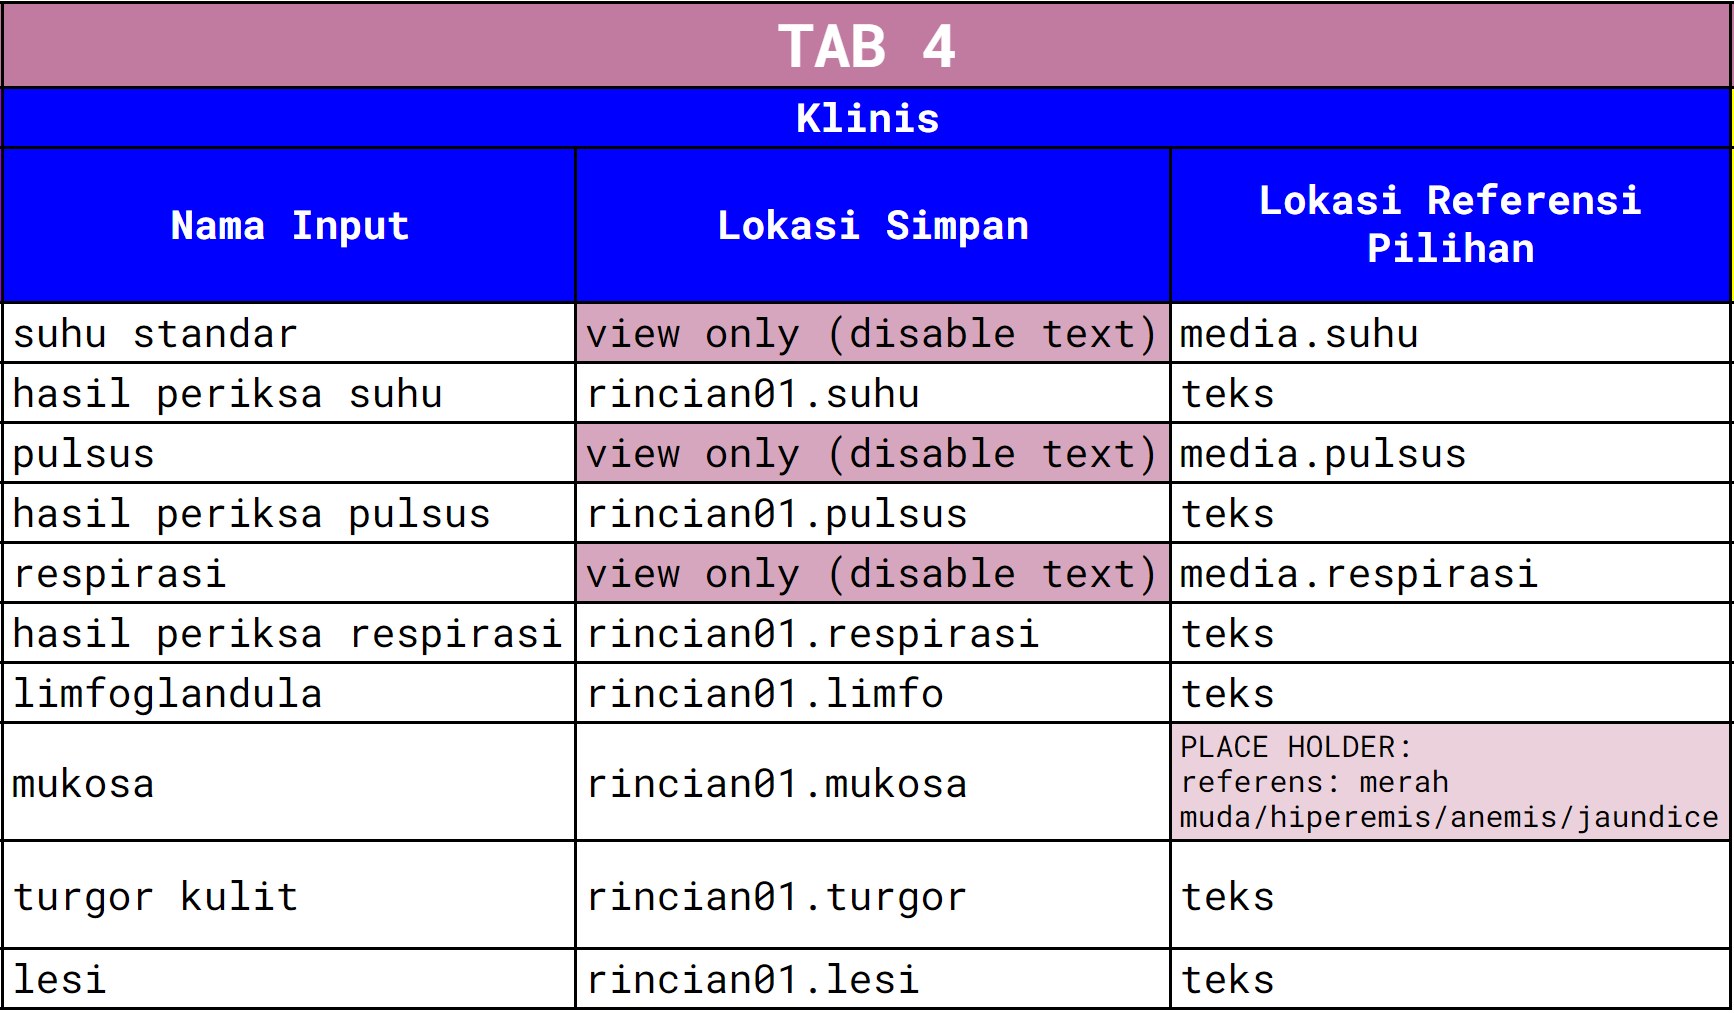 TAB 4
Klinis
Nama Input
Lokasi Simpan
Lokasi Referensi
Pilihan
suhu standar
view only (disable text)
media.suhu
hasil periksa suhu
rincian01.suhu
teks
pulsus
view only (disable text)
media.pulsus
hasil periksa pulsus
rincian01.pulsus
teks
respirasi
view only (disable text)
media.respirasi
hasil periksa respirasi
rincian01.respirasi
teks
limfoglandula
rincian01.limfo
teks
mukosa
rincian01.mukosa
PLACE HOLDER:
referens: merah
muda/hiperemis/anemis/jaundice
turgor kulit
rincian01.turgor
teks
lesi
rincian01.lesi
teks